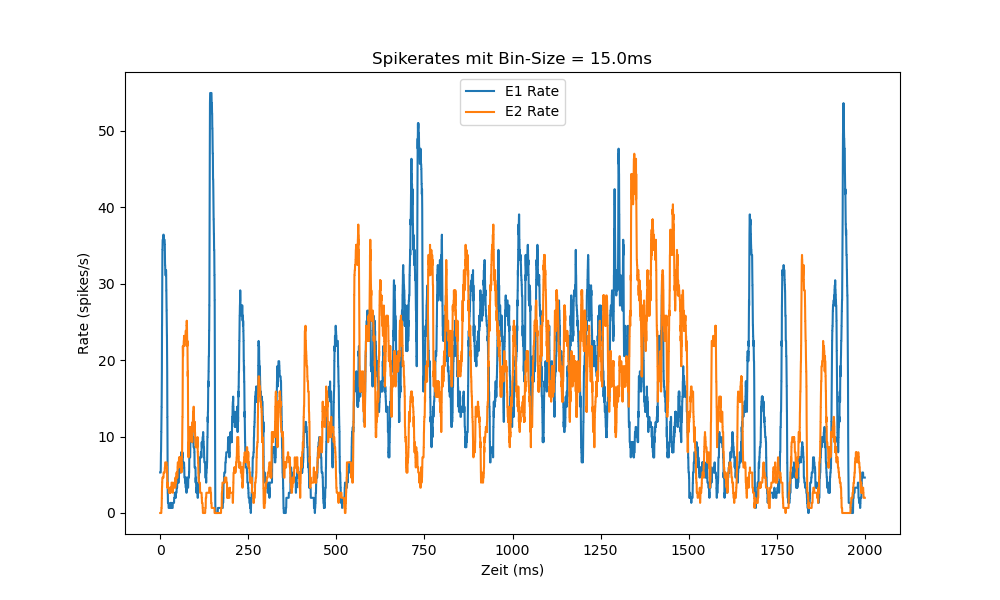 Spikerates mit Bin-Size = 15.0ms
E1 Rate
E2 Rate
Rate (spikes/s)
50
40
30
20
10
0
0 250 500 750 1000 1250 1500 1750 2000
Zeit (ms)